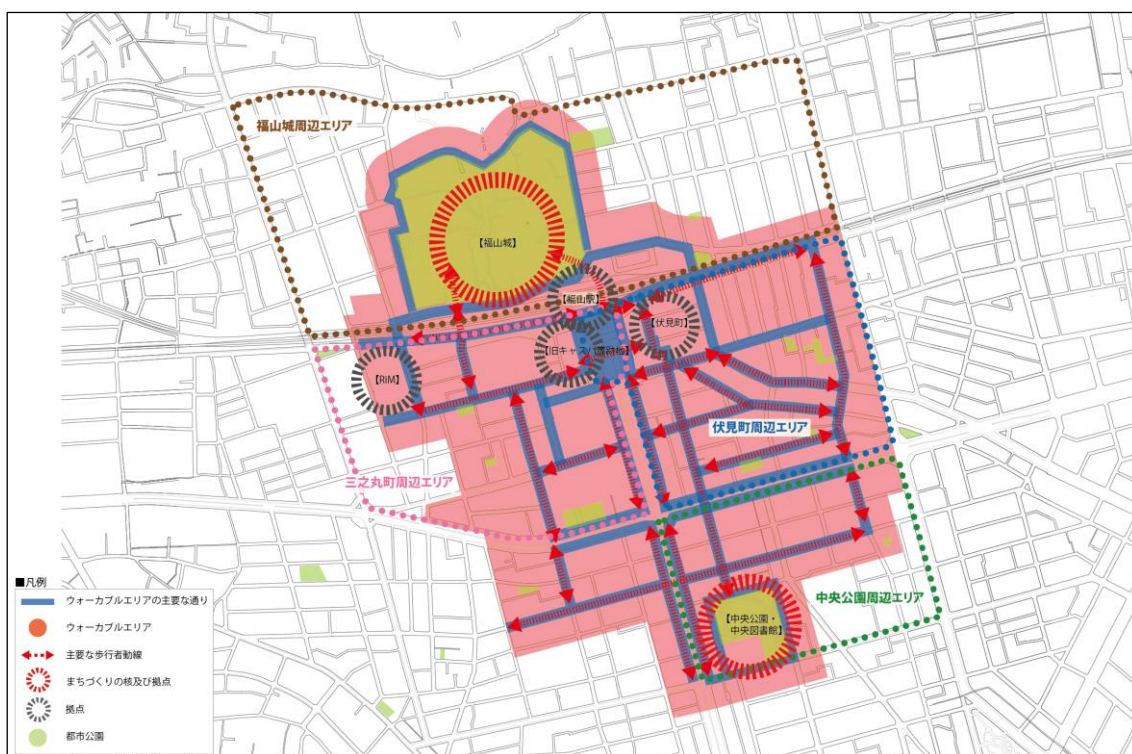 福山城周辺エリア
【福山城】
【福山駅】
【伏見町】
【旧キャスパ
【RiM】
伏見町周辺エリア
三之丸町周辺エリア
中央公園周辺エリア
【中央公園・
中央図書館】
■凡例
ウォーカブルエリアの主要な通り
ウォーカブルエリア
主要な歩行者動線
まちづくりの核及び拠点
拠点
都市公園